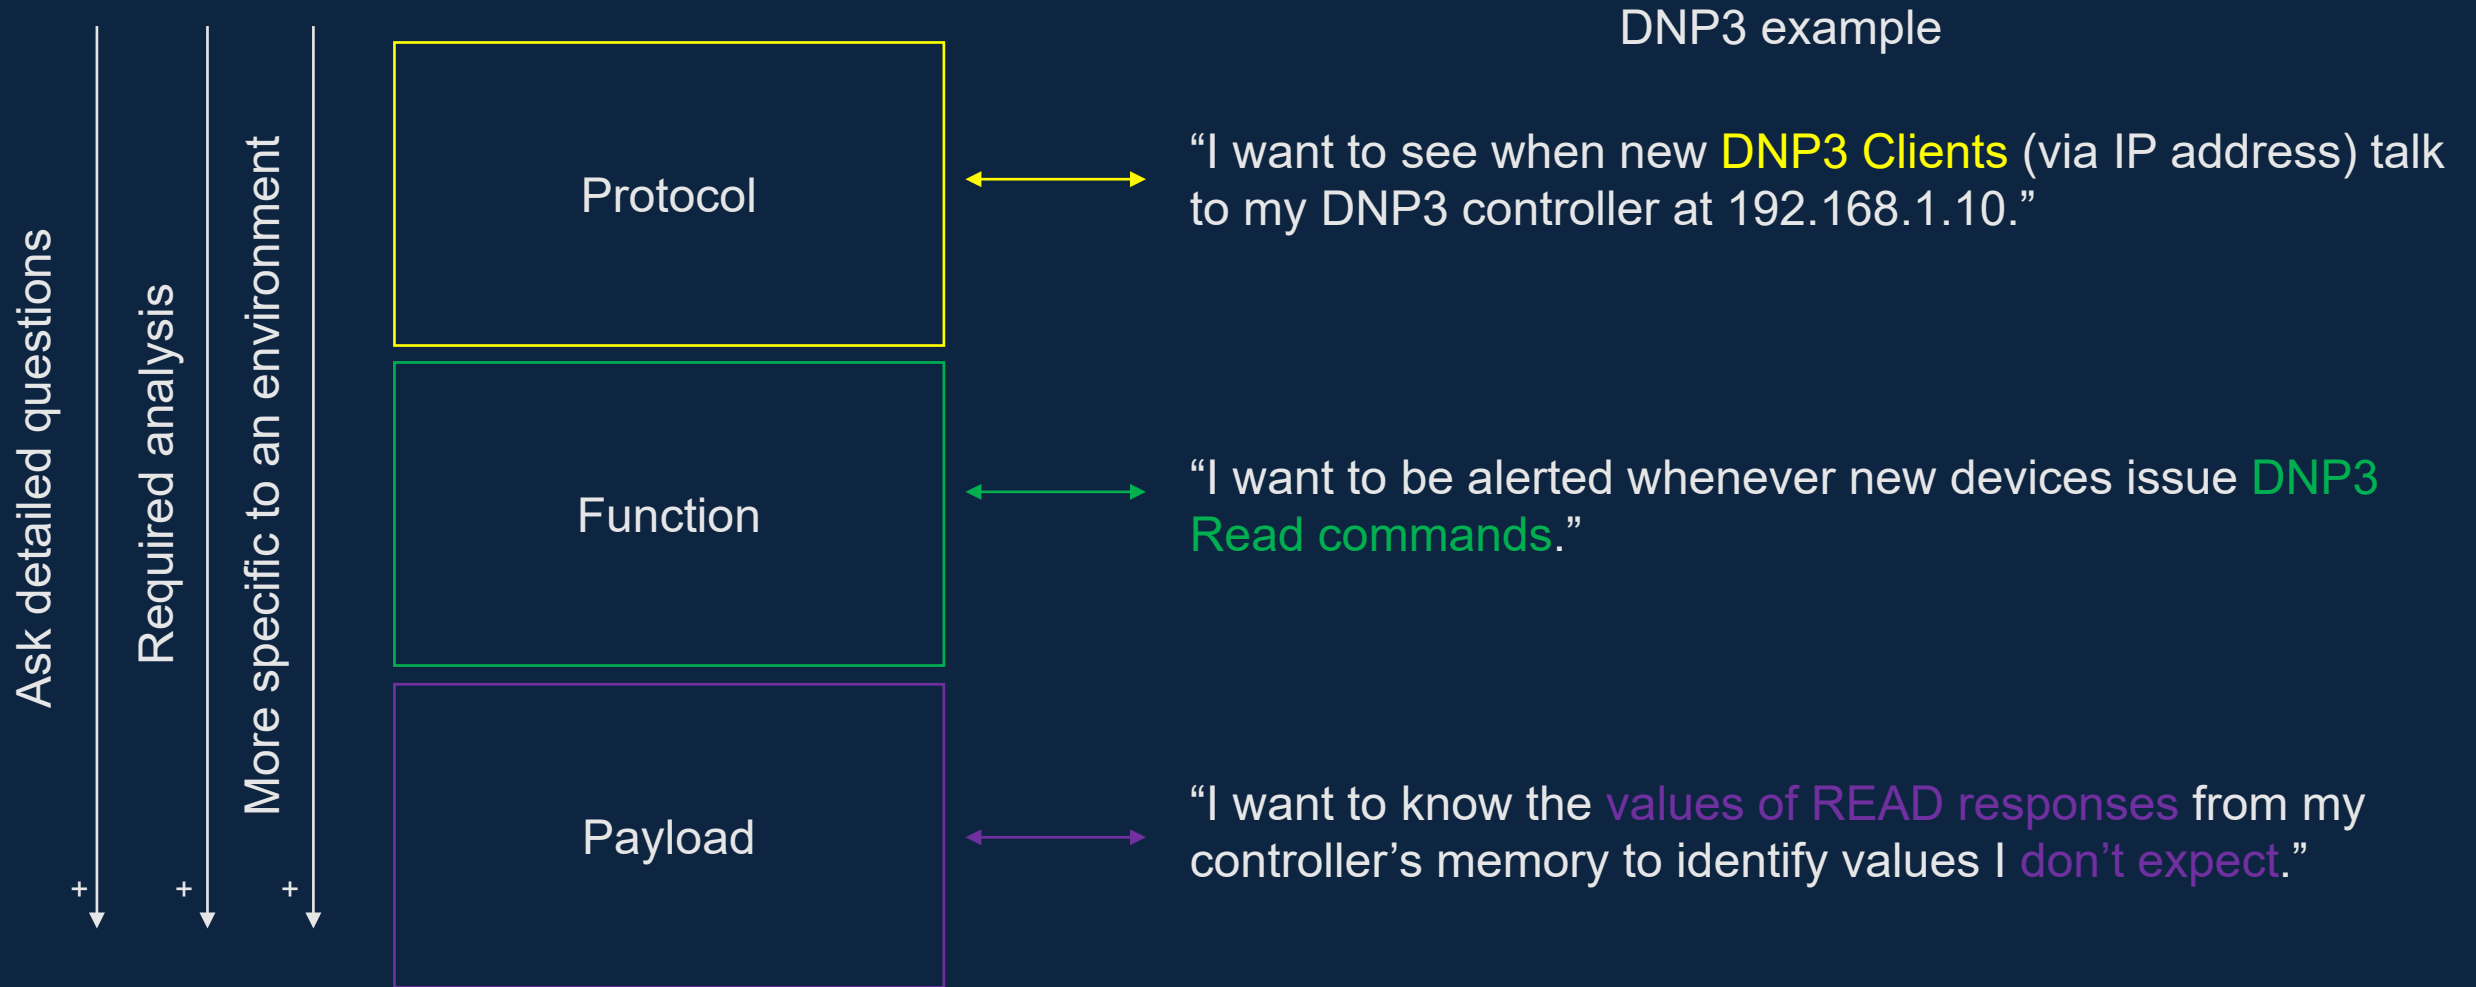 DNP3 example
Ask detailed questions
Required analysis
More specific to an environment
+
+
+
Protocol
“I want to see when new DNP3 Clients (via IP address) talk
to my DNP3 controller at 192.168.1.10.”
Function
“I want to be alerted whenever new devices issue DNP3
Read commands.”
Payload
“I want to know the values of READ responses from my
controller’s memory to identify values I don’t expect.”